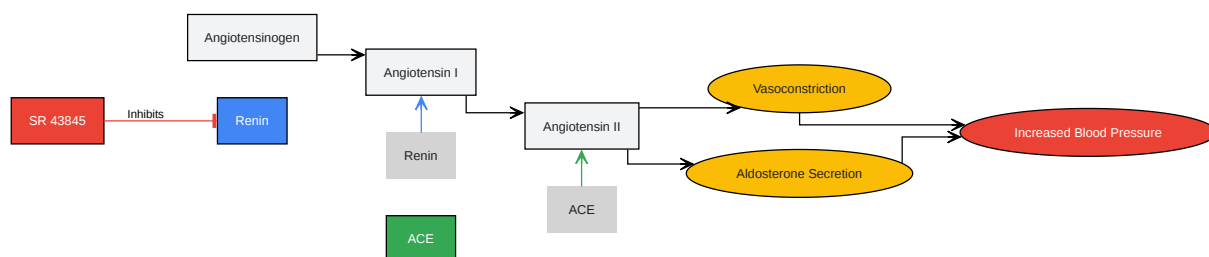 Angiotensinogen
Angiotensin I
Vasoconstriction
SR 43845
Inhibits
Renin
Angiotensin II
Increased Blood Pressure
Renin
Aldosterone Secretion
ACE
ACE